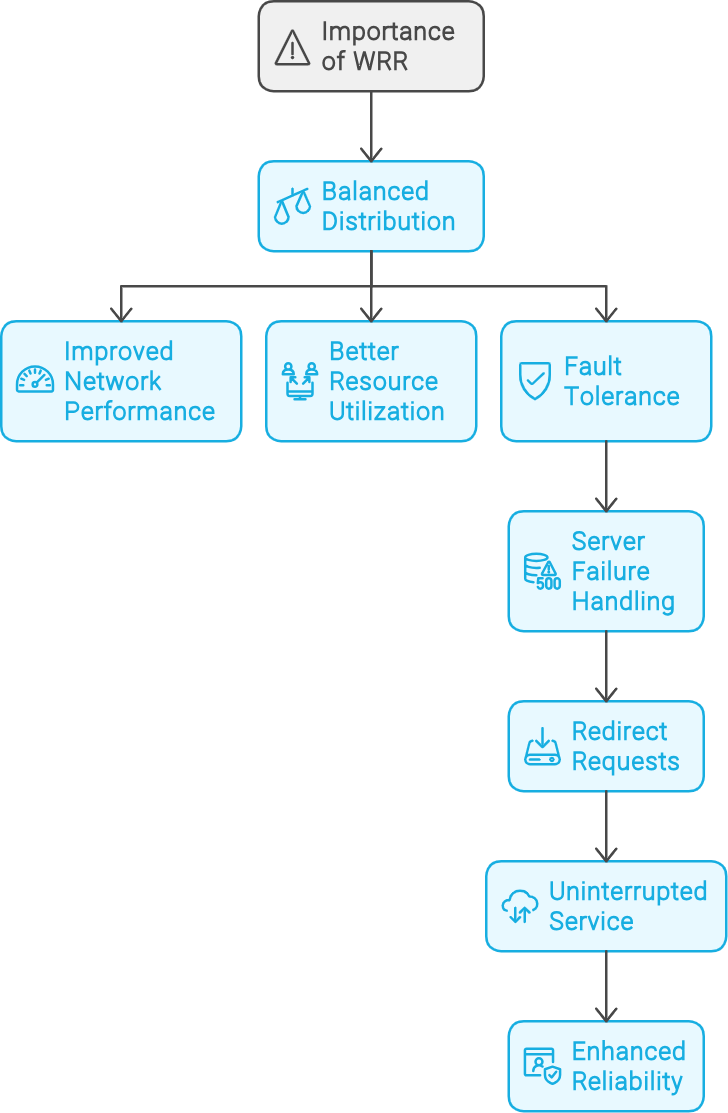 Importance
of WRR
Balanced
Distribution
Improved
Network
Performance
Better
Resource
Utilization
Fault
Tolerance
Server
Failure
Handling
500
Redirect
Requests
Uninterrupted
Service
Enhanced
Reliability